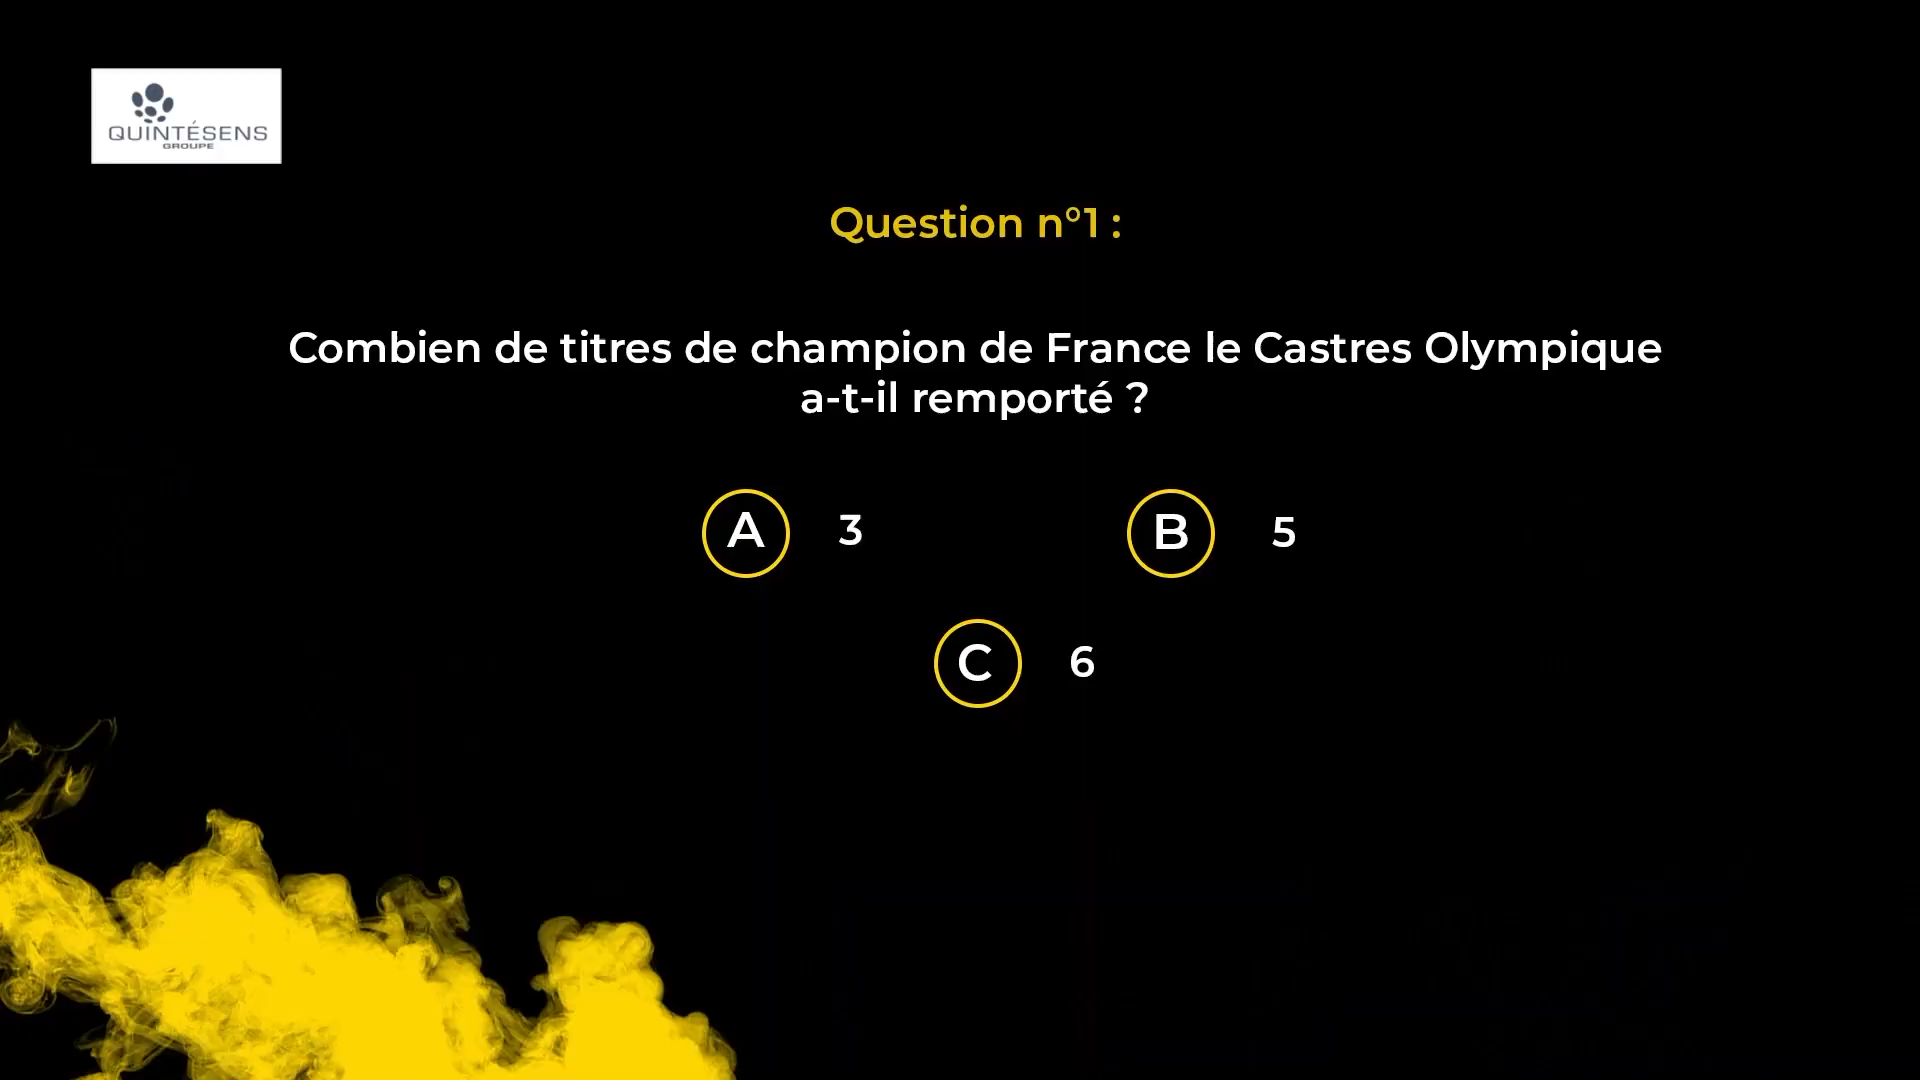 QUINTÉSENS
GROUPE
Question n°1 :
Combien de titres de champion de France le Castres Olympique
a-t-il remporté ?
A 3
B 5
C 6